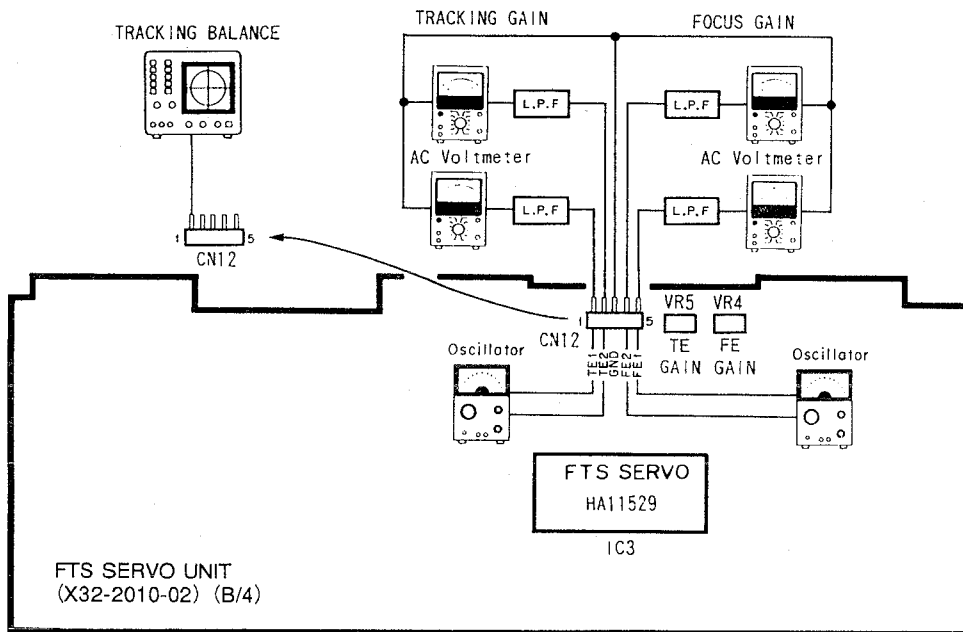 TRACKING GAIN
FOCUS GAIN
TRACKING BALANCE
L.P.F
L.P.F
AC Voltmeter
AC Voltmeter
L.P.F
L.P.F
1 5
CN12
1 5
CN12
VR5 VR4
TE FE
GAIN GAIN
TE1
TE2
GND
FE2
FE1
Oscillator
Oscillator
FTS SERVO
HA11529
IC3
FTS SERVO UNIT
(X32-2010-02) (B/4)